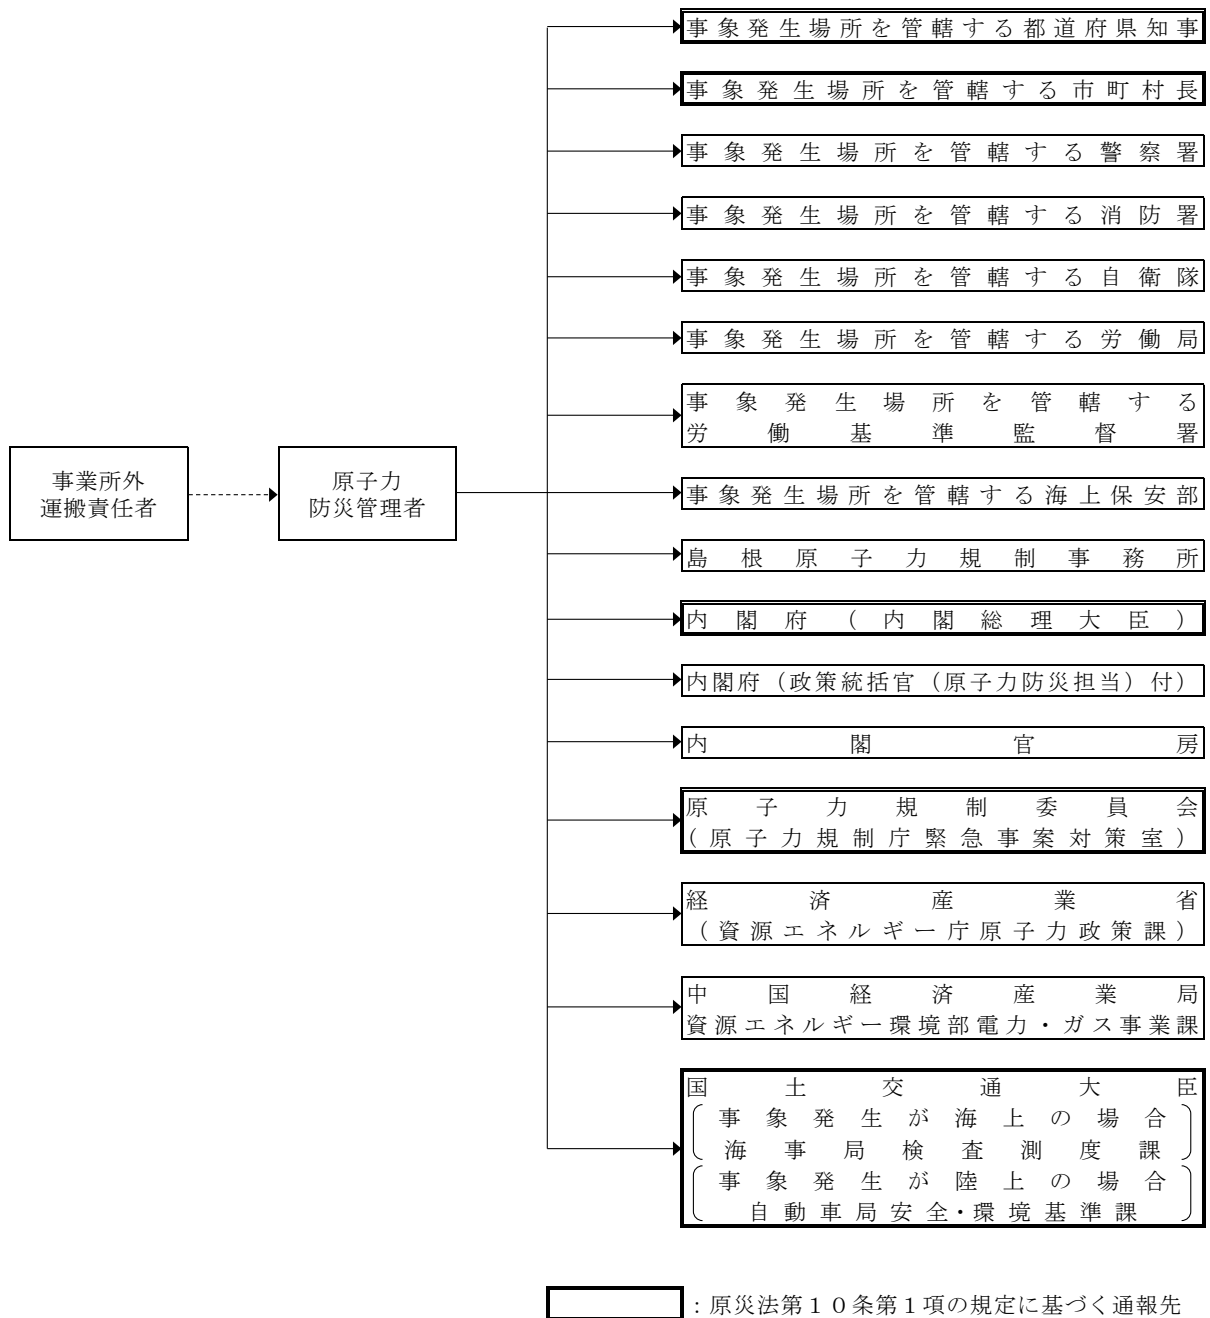 事象発生場所を管轄する都道府県知事
事象発生場所を管轄する市町村長
事象発生場所を管轄する警察署
事象発生場所を管轄する消防署
事象発生場所を管轄する自衛隊
事象発生場所を管轄する労働局
事象発生場所を管轄する
労働基準監督署
事業所外
運搬責任者
原子力
防災管理者
事象発生場所を管轄する海上保安部
島根原子力規制事務所
内閣府(内閣総理大臣)
内閣府(政策統括官(原子力防災担当)付)
内閣官房
原子力規制委員会
(原子力規制庁緊急事案対策室)
経済産業省
(資源エネルギー庁原子力政策課)
中国経済産業局
資源エネルギー環境部電力・ガス事業課
国土交通大臣
事象発生が海上の場合
海事局検査測度課
事象発生が陸上の場合
自動車局安全・環境基準課
:原災法第10条第1項の規定に基づく通報先